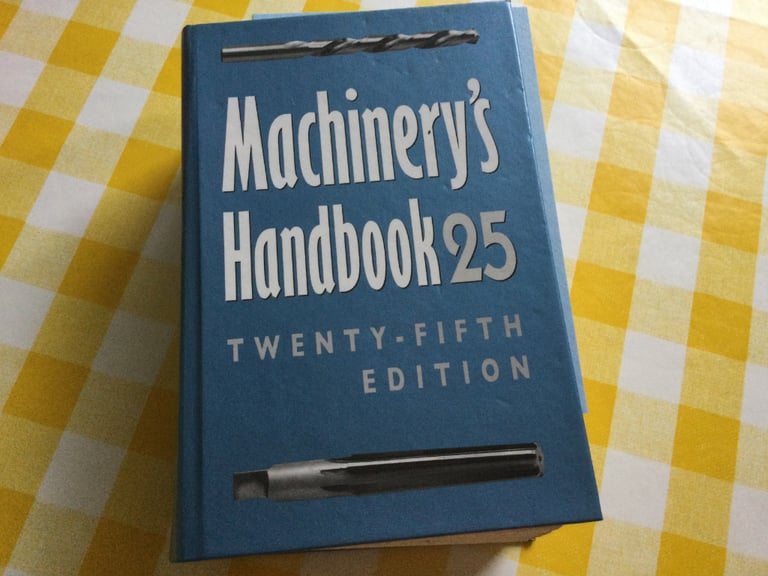 Machinery's
Handbook 25
TWENTY-FIFTH
EDITION